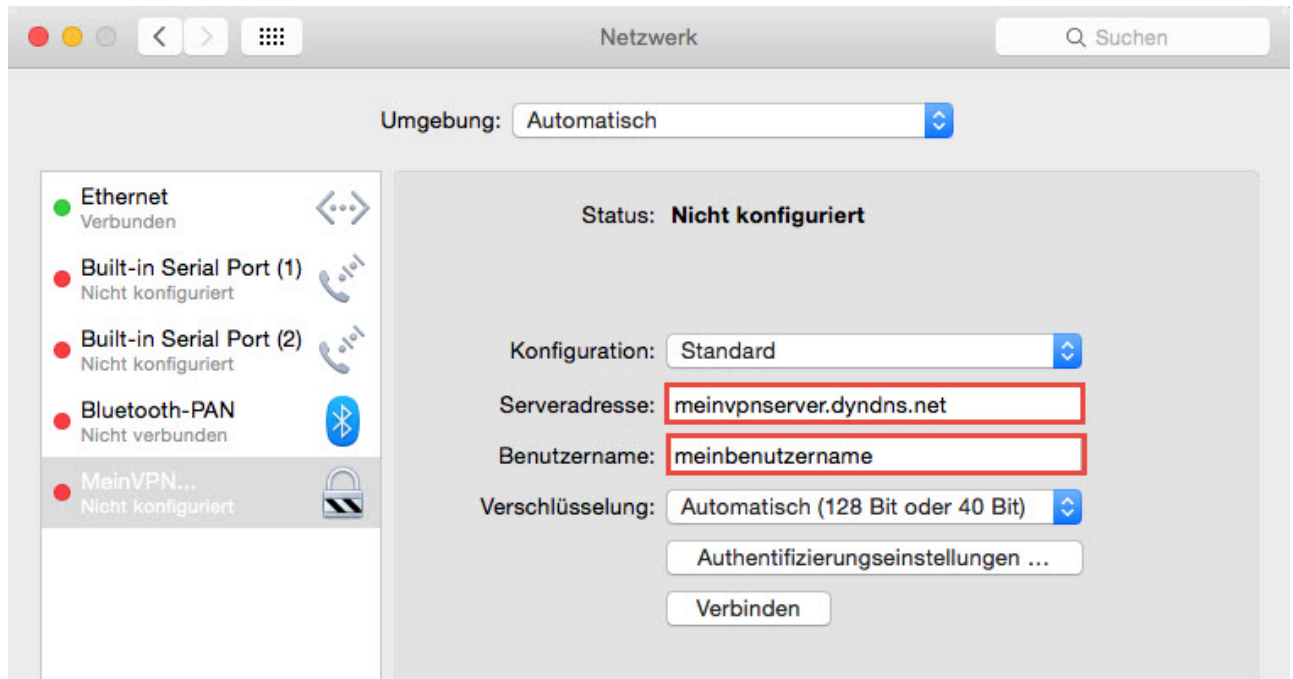 Netzwerk
Suchen
Umgebung: Automatisch
Ethernet
Verbunden
Built-in Serial Port (1)
Nicht konfiguriert
Built-in Serial Port (2)
Nicht konfiguriert
Bluetooth-PAN
Nicht verbunden
MeinVPN...
Nicht konfiguriert
Status: Nicht konfiguriert
Konfiguration: Standard
Serveradresse: meinvpnserver.dyndns.net
Benutzername: meinbenutzername
Verschlüsselung: Automatisch (128 Bit oder 40 Bit)
Authentifizierungseinstellungen ...
Verbinden